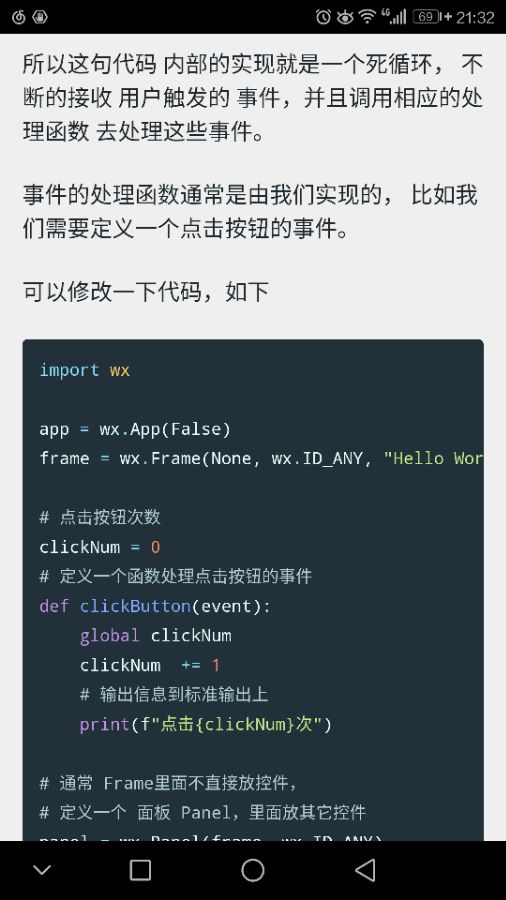 4G 69 21:32
所以这句代码 内部的实现就是一个死循环， 不
断的接收 用户触发的 事件，并且调用相应的处
理函数 去处理这些事件。
事件的处理函数通常是由我们实现的， 比如我
们需要定义一个点击按钮的事件。
可以修改一下代码，如下
import wx
app = wx.App(False)
frame = wx.Frame(None, wx.ID_ANY, "Hello Wor
# 点击按钮次数
clickNum = 0
# 定义一个函数处理点击按钮的事件
def clickButton(event):
    global clickNum
    clickNum  += 1
    # 输出信息到标准输出上
    print(f"点击{clickNum}次")
# 通常 Frame里面不直接放控件，
# 定义一个 面板 Panel，里面放其它控件
panel = wx.Panel(frame, wx.ID_ANY)